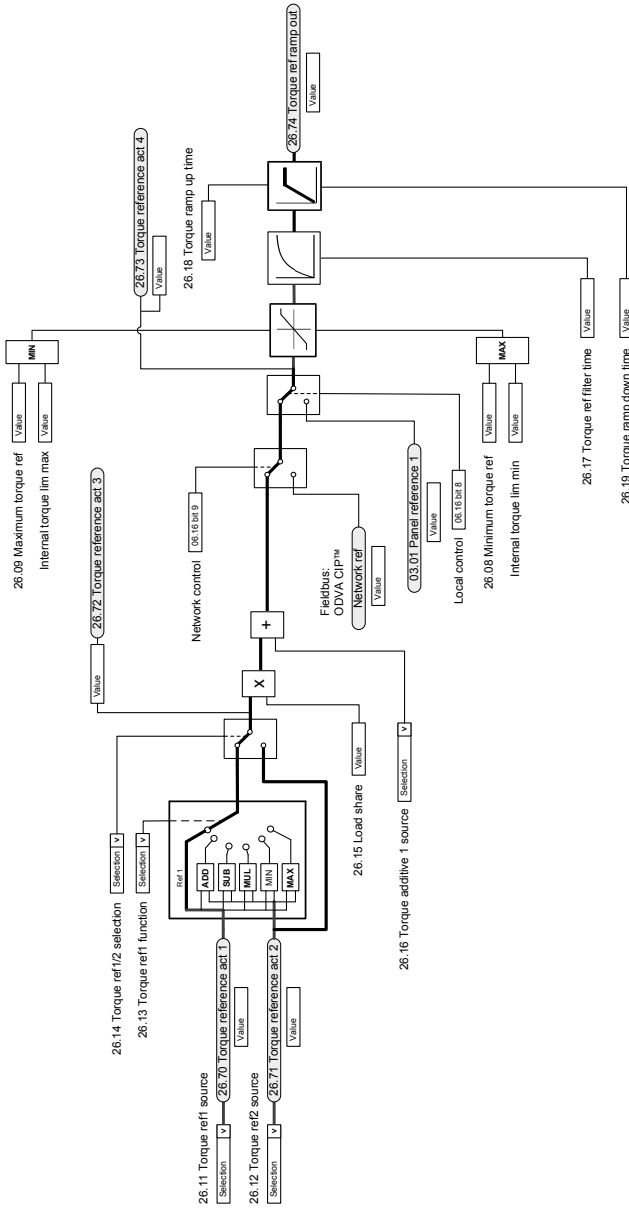 26.11 Torque ref1 source
Selection v
26.70 Torque reference act 1
Value
26.12 Torque ref2 source
Selection v
26.71 Torque reference act 2
Value
26.14 Torque ref1/2 selection
Selection v
26.13 Torque ref1 function
Selection v
Ref 1
ADD
SUB
MUL
MIN
MAX
Value
26.72 Torque reference act 3
X
+
26.15 Load share
Value
26.16 Torque additive 1 source
Selection v
Network control
06.16 bit 9
Fieldbus:
ODVA CIP™
Network ref
Value
03.01 Panel reference 1
Value
Local control
06.16 bit 8
26.73 Torque reference act 4
Value
26.09 Maximum torque ref
Value
Internal torque lim max
Value
MIN
26.08 Minimum torque ref
Value
Internal torque lim min
Value
MAX
26.18 Torque ramp up time
Value
26.74 Torque ref ramp out
Value
26.17 Torque ref filter time
Value
26.19 Torque ramp down time
Value